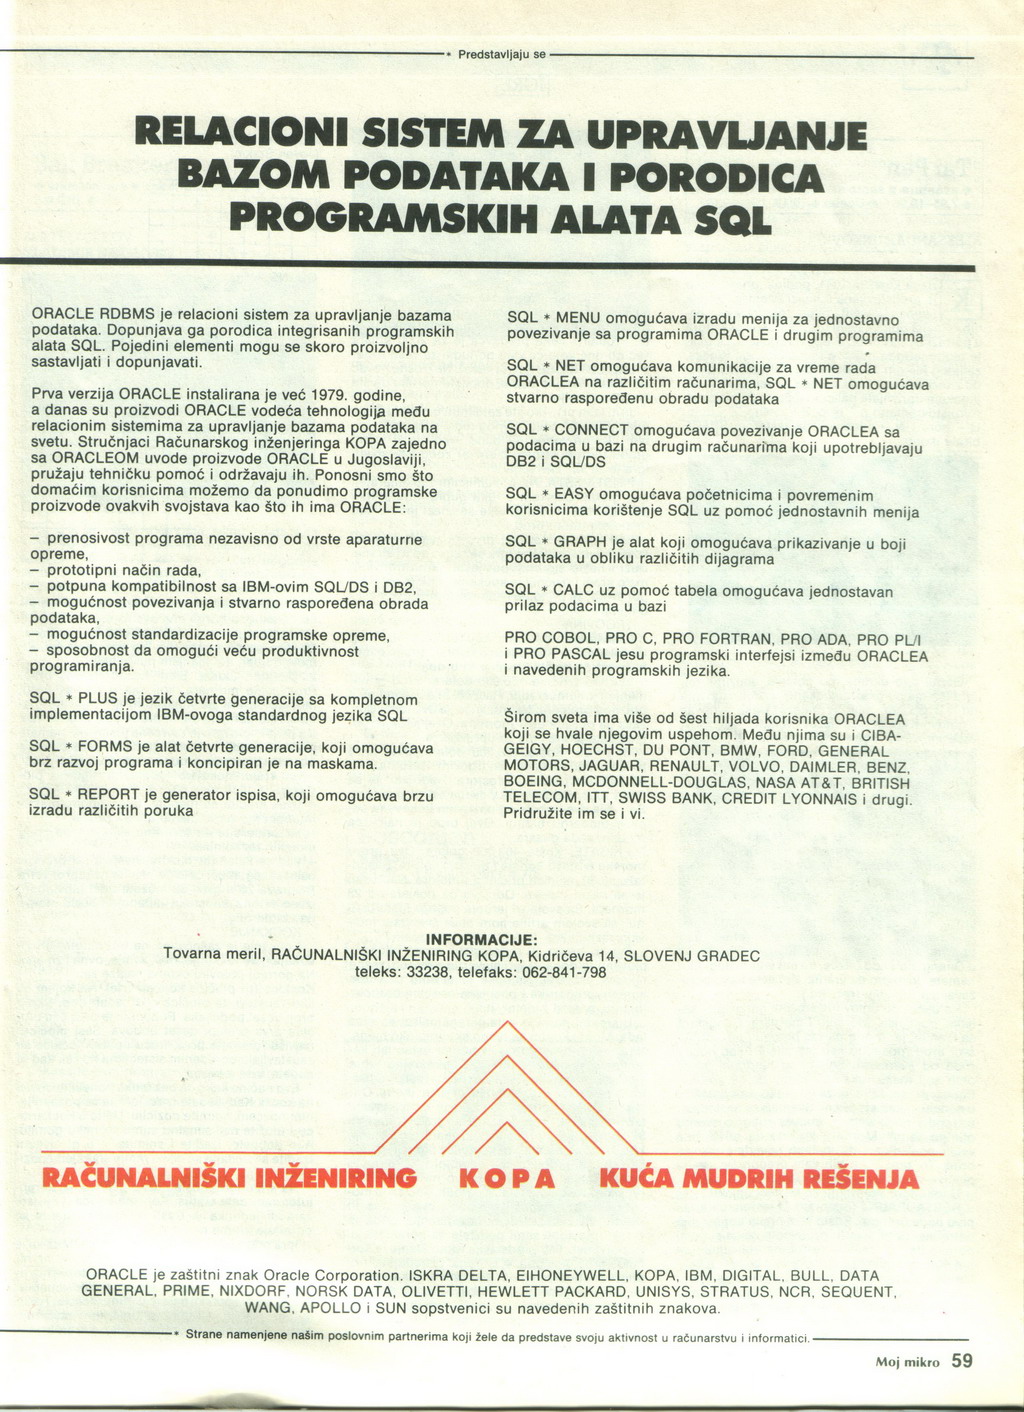 * Predstavljaju se
RELACIONI SISTEM ZA UPRAVLJANJE
BAZOM PODATAKA I PORODICA
PROGRAMSKIH ALATA SQL
ORACLE RDBMS je relacioni sistem za upravljanje bazama
podataka. Dopunjava ga porodica integrisanih programskih
alata SQL. Pojedini elementi mogu se skoro proizvoljno
sastavljati i dopunjavati.
Prva verzija ORACLE instalirana je već 1979. godine,
a danas su proizvodi ORACLE vodeća tehnologija među
relacionim sistemima za upravljanje bazama podataka na
svetu. Stručnjaci Računarskog inženjeringa KOPA zajedno
sa ORACLEOM uvode proizvode ORACLE u Jugoslaviji,
pružaju tehničku pomoć i održavaju ih. Ponosni smo što
domaćim korisnicima možemo da ponudimo programske
proizvode ovakvih svojstava kao što ih ima ORACLE:
– prenosivost programa nezavisno od vrste aparaturne
opreme,
– prototipni način rada,
– potpuna kompatibilnost sa IBM-ovim SQL/DS i DB2,
– mogućnost povezivanja i stvarno raspoređena obrada
podataka,
– mogućnost standardizacije programske opreme,
– sposobnost da omogući veću produktivnost
programiranja.
SQL * PLUS je jezik četvrte generacije sa kompletnom
implementacijom IBM-ovoga standardnog jezika SQL
SQL * FORMS je alat četvrte generacije, koji omogućava
brz razvoj programa i koncipiran je na maskama.
SQL * REPORT je generator ispisa, koji omogućava brzu
izradu različitih poruka
SQL * MENU omogućava izradu menija za jednostavno
povezivanje sa programima ORACLE i drugim programima
SQL * NET omogućava komunikacije za vreme rada
ORACLEA na različitim računarima, SQL * NET omogućava
stvarno raspoređenu obradu podataka
SQL * CONNECT omogućava povezivanje ORACLEA sa
podacima u bazi na drugim računarima koji upotrebljavaju
DB2 i SQL/DS
SQL * EASY omogućava početnicima i povremenim
korisnicima korištenje SQL uz pomoć jednostavnih menija
SQL * GRAPH je alat koji omogućava prikazivanje u boji
podataka u obliku različitih dijagrama
SQL * CALC uz pomoć tabela omogućava jednostavan
prilaz podacima u bazi
PRO COBOL, PRO C, PRO FORTRAN, PRO ADA, PRO PL/I
i PRO PASCAL jesu programski interfejsi između ORACLEA
i navedenih programskih jezika.
Širom sveta ima više od šest hiljada korisnika ORACLEA
koji se hvale njegovim uspehom. Među njima su i CIBA-
GEIGY, HOECHST, DU PONT, BMW, FORD, GENERAL
MOTORS, JAGUAR, RENAULT, VOLVO, DAIMLER, BENZ,
BOEING, MCDONNELL-DOUGLAS, NASA AT&T, BRITISH
TELECOM, ITT, SWISS BANK, CREDIT LYONNAIS i drugi.
Pridružite im se i vi.
INFORMACIJE:
Tovarna meril, RAČUNALNIŠKI INŽENIRING KOPA, Kidričeva 14, SLOVENJ GRADEC
teleks: 33238, telefaks: 062-841-798
RAČUNALNIŠKI INŽENIRING KOPA KUĆA MUDRIH REŠENJA
ORACLE je zaštitni znak Oracle Corporation. ISKRA DELTA, EIHONEYWELL, KOPA, IBM, DIGITAL, BULL, DATA
GENERAL, PRIME, NIXDORF, NORSK DATA, OLIVETTI, HEWLETT PACKARD, UNISYS, STRATUS, NCR, SEQUENT,
WANG, APOLLO i SUN sopstvenici su navedenih zaštitnih znakova.
* Strane namenjene našim poslovnim partnerima koji žele da predstave svoju aktivnost u računarstvu i informatici.
Moj mikro 59